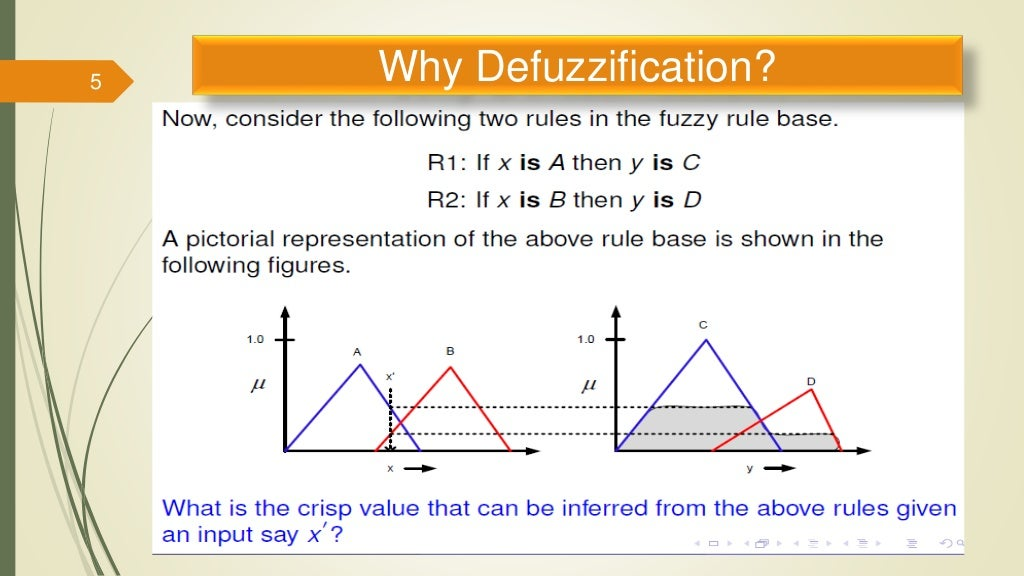 5
Why Defuzzification?
Now, consider the following two rules in the fuzzy rule base.
R1: If x is A then y is C
R2: If x is B then y is D
A pictorial representation of the above rule base is shown in the
following figures.
1.0
A
B
x'
μ
x
1.0
C
D
μ
y
What is the crisp value that can be inferred from the above rules given
an input say x′?